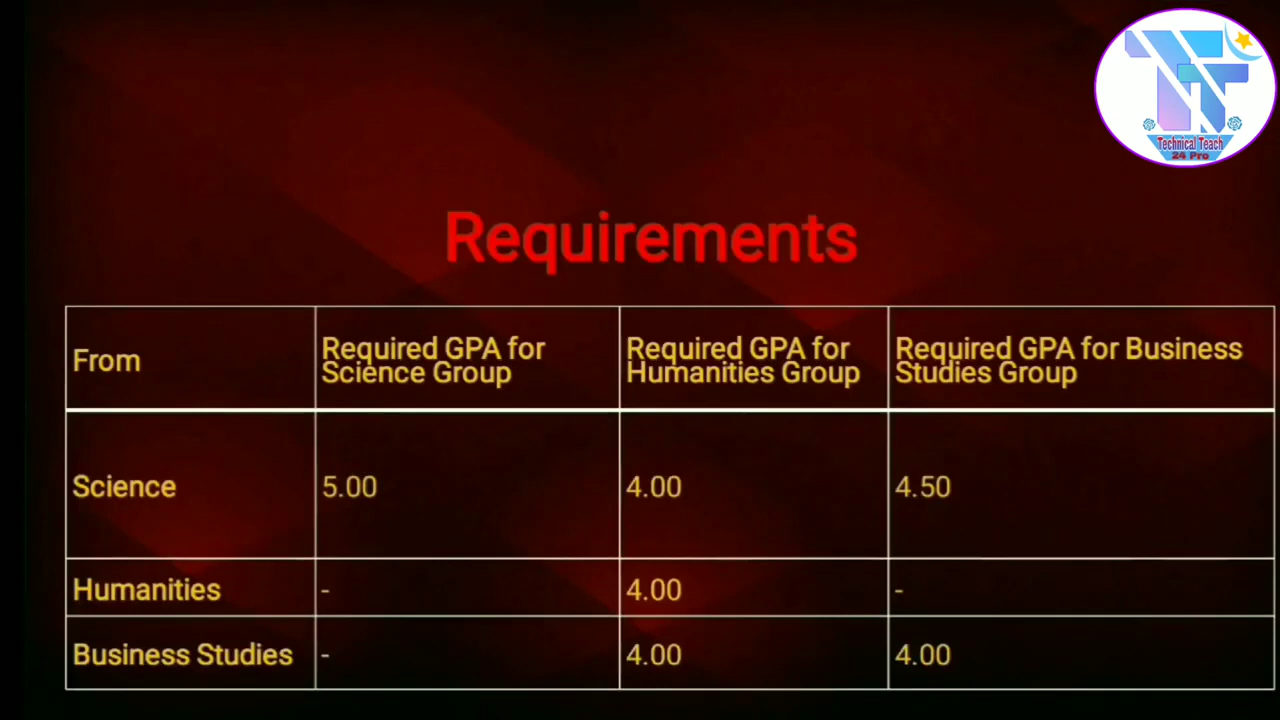 Technical Teach
24 Pro
Requirements
From
Required GPA for
Science Group
Required GPA for
Humanities Group
Required GPA for Business
Studies Group
Science
5.00
4.00
4.50
Humanities
-
4.00
-
Business Studies
-
4.00
4.00